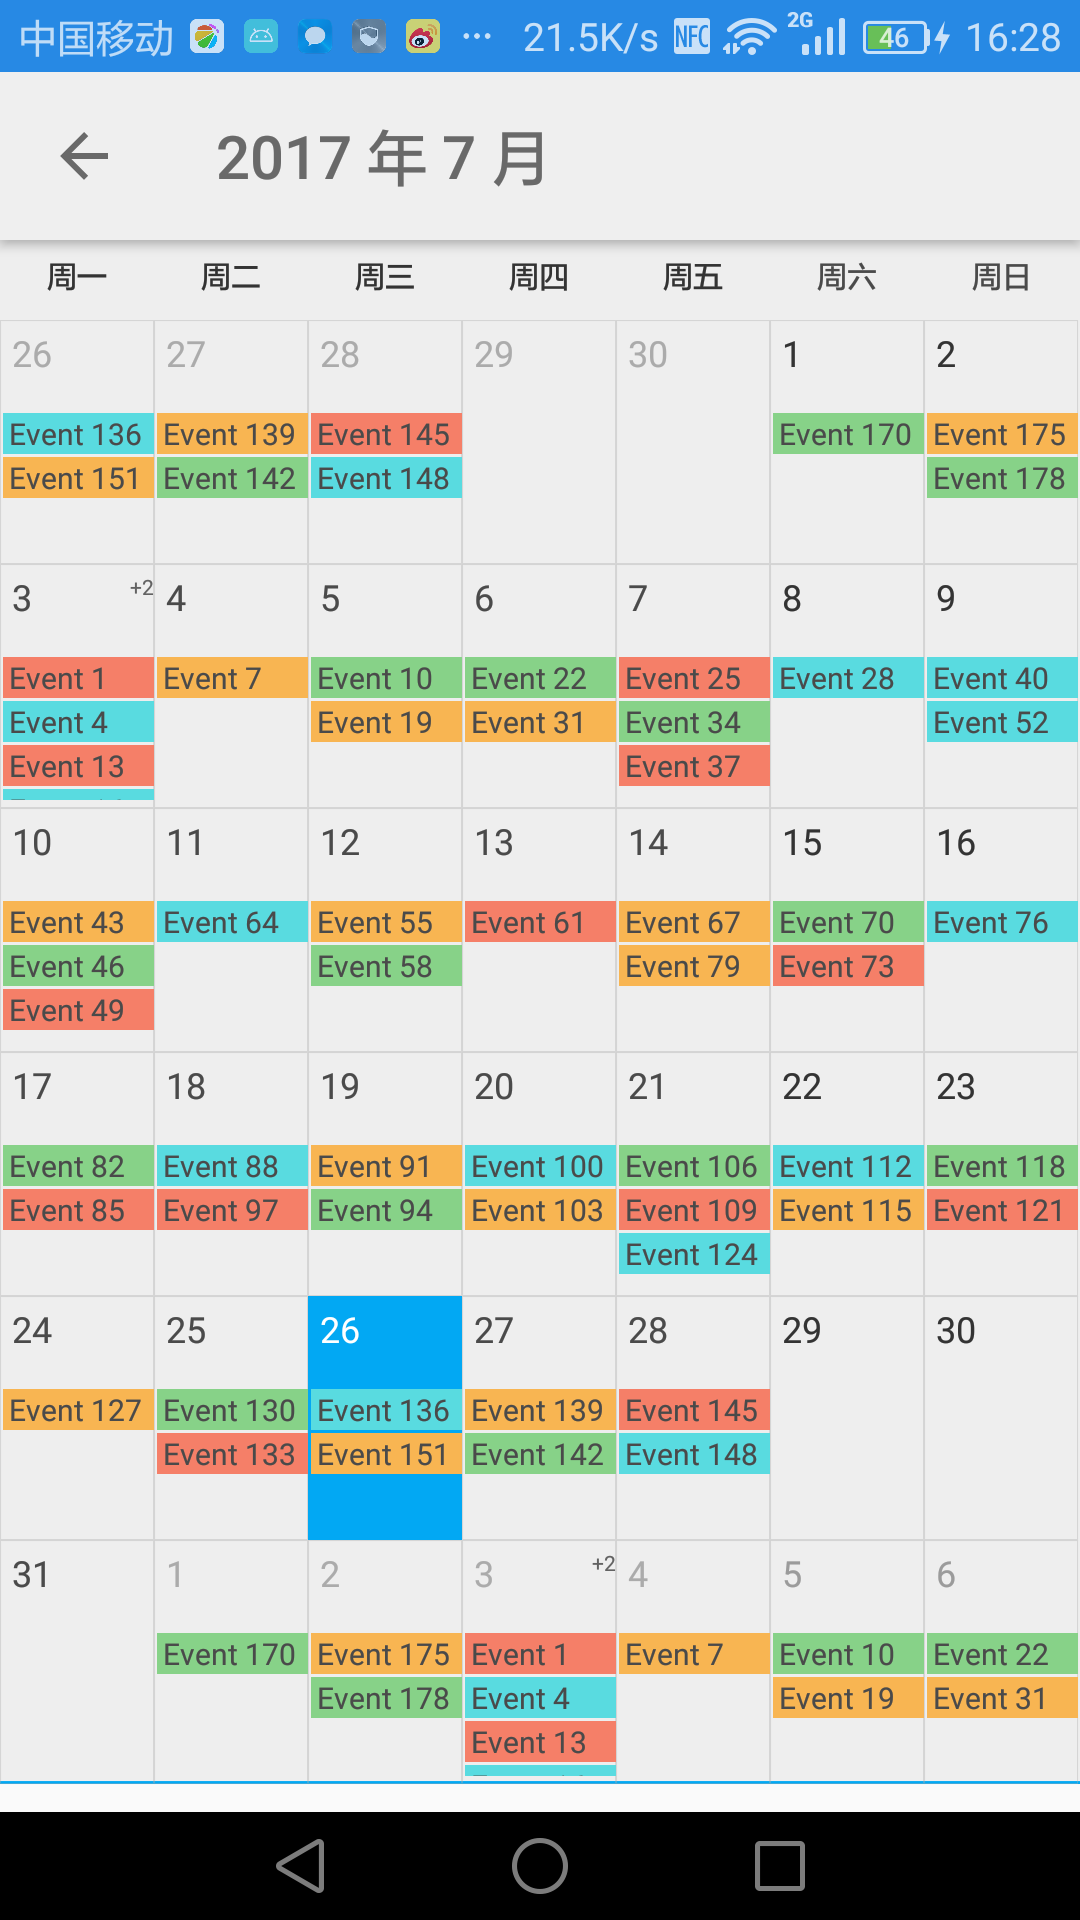 中国移动 ... 21.5K/s NFC 2G 46 16:28
2017 年 7 月
周一 周二 周三 周四 周五 周六 周日
26 27 28 29 30 1 2
Event 136 Event 139 Event 145 Event 170 Event 175
Event 151 Event 142 Event 148 Event 178
3 +2 4 5 6 7 8 9
Event 1 Event 7 Event 10 Event 22 Event 25 Event 28 Event 40
Event 4 Event 19 Event 31 Event 34 Event 52
Event 13 Event 37
10 11 12 13 14 15 16
Event 43 Event 64 Event 55 Event 61 Event 67 Event 70 Event 76
Event 46 Event 58 Event 79 Event 73
Event 49
17 18 19 20 21 22 23
Event 82 Event 88 Event 91 Event 100 Event 106 Event 112 Event 118
Event 85 Event 97 Event 94 Event 103 Event 109 Event 115 Event 121
Event 124
24 25 26 27 28 29 30
Event 127 Event 130 Event 136 Event 139 Event 145
Event 133 Event 151 Event 142 Event 148
31 1 2 3 +2 4 5 6
Event 170 Event 175 Event 1 Event 7 Event 10 Event 22
Event 178 Event 4 Event 19 Event 31
Event 13